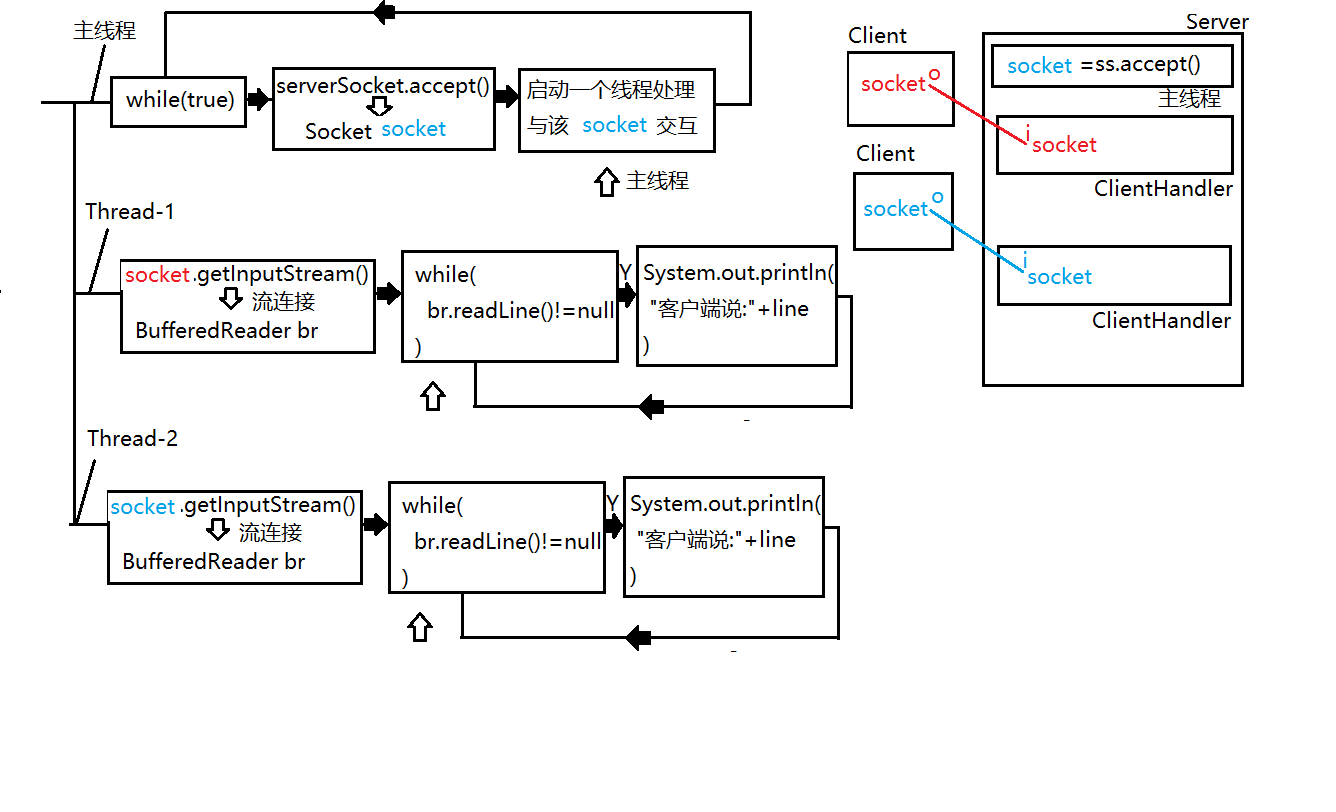 主线程
while(true)
serverSocket.accept()
Socket socket
启动一个线程处理
与该 socket 交互
主线程
Thread-1
socket.getInputStream()
流连接
BufferedReader br
while(
br.readLine()!=null
)
Y
System.out.println(
"客户端说:"+line
)
Thread-2
socket.getInputStream()
流连接
BufferedReader br
while(
br.readLine()!=null
)
Y
System.out.println(
"客户端说:"+line
)
Client
socket o
Client
socket o
Server
socket =ss.accept()
主线程
i
socket
ClientHandler
i
socket
ClientHandler